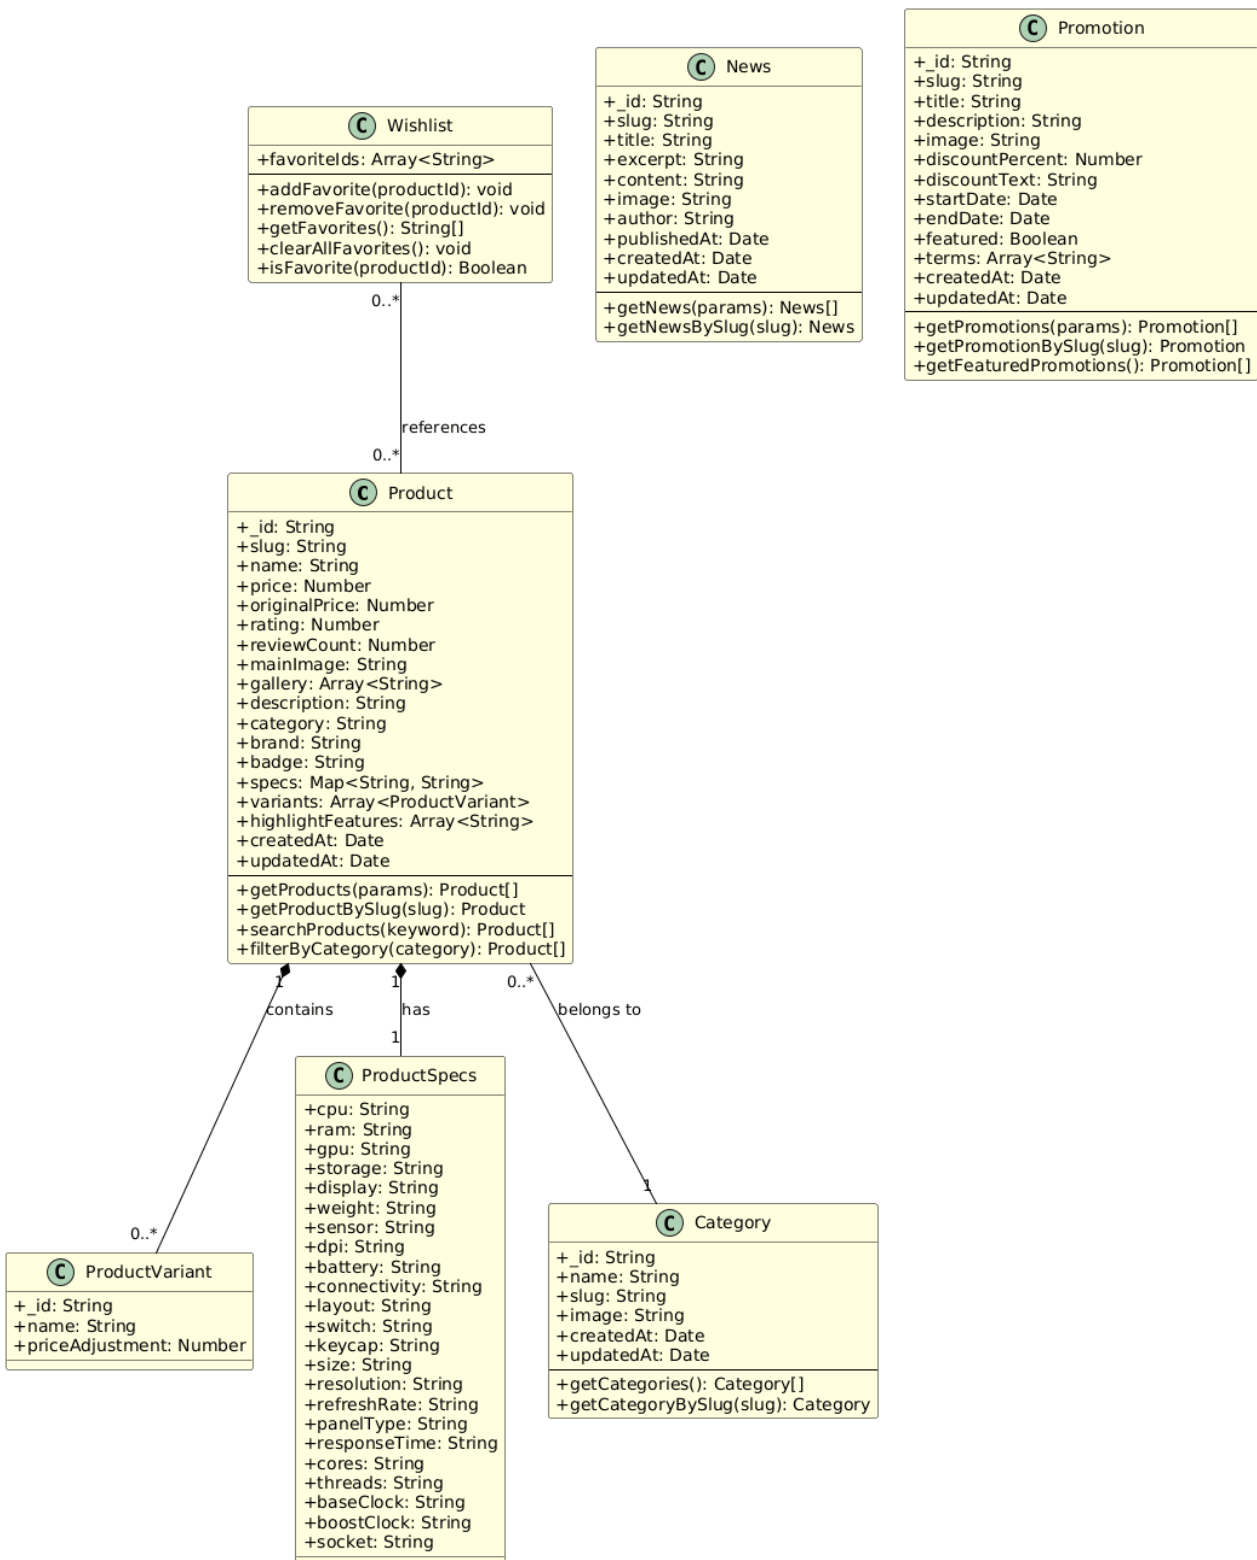 C Promotion
+_id: String
+slug: String
+title: String
+description: String
+image: String
+discountPercent: Number
+discountText: String
+startDate: Date
+endDate: Date
+featured: Boolean
+terms: Array<String>
+createdAt: Date
+updatedAt: Date
+getPromotions(params): Promotion[]
+getPromotionBySlug(slug): Promotion
+getFeaturedPromotions(): Promotion[]
C News
+_id: String
+slug: String
+title: String
+excerpt: String
+content: String
+image: String
+author: String
+publishedAt: Date
+createdAt: Date
+updatedAt: Date
+getNews(params): News[]
+getNewsBySlug(slug): News
C Wishlist
+favoriteIds: Array<String>
+addFavorite(productId): void
+removeFavorite(productId): void
+getFavorites(): String[]
+clearAllFavorites(): void
+isFavorite(productId): Boolean
0..*
references
0..*
C Product
+_id: String
+slug: String
+name: String
+price: Number
+originalPrice: Number
+rating: Number
+reviewCount: Number
+mainImage: String
+gallery: Array<String>
+description: String
+category: String
+brand: String
+badge: String
+specs: Map<String, String>
+variants: Array<ProductVariant>
+highlightFeatures: Array<String>
+createdAt: Date
+updatedAt: Date
+getProducts(params): Product[]
+getProductBySlug(slug): Product
+searchProducts(keyword): Product[]
+filterByCategory(category): Product[]
1
contains
0..*
1
has
1
0..*
belongs to
1
C ProductVariant
+_id: String
+name: String
+priceAdjustment: Number
C ProductSpecs
+cpu: String
+ram: String
+gpu: String
+storage: String
+display: String
+weight: String
+sensor: String
+dpi: String
+battery: String
+connectivity: String
+layout: String
+switch: String
+keycap: String
+size: String
+resolution: String
+refreshRate: String
+panelType: String
+responseTime: String
+cores: String
+threads: String
+baseClock: String
+boostClock: String
+socket: String
C Category
+_id: String
+name: String
+slug: String
+image: String
+createdAt: Date
+updatedAt: Date
+getCategories(): Category[]
+getCategoryBySlug(slug): Category